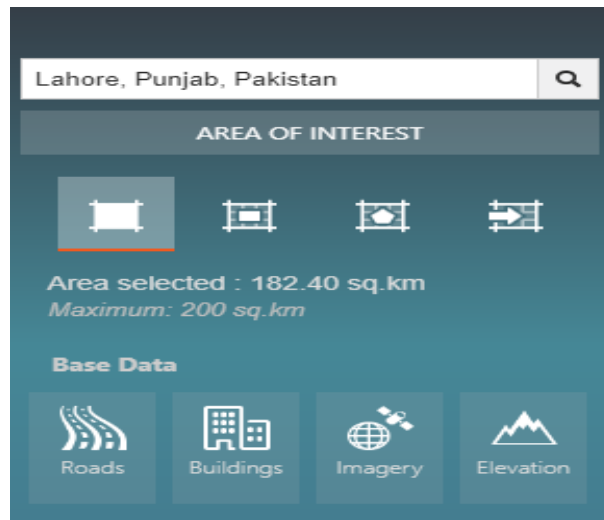 Lahore, Punjab, Pakistan
AREA OF INTEREST
Area selected : 182.40 sq.km
Maximum: 200 sq.km
Base Data
Roads Buildings Imagery Elevation